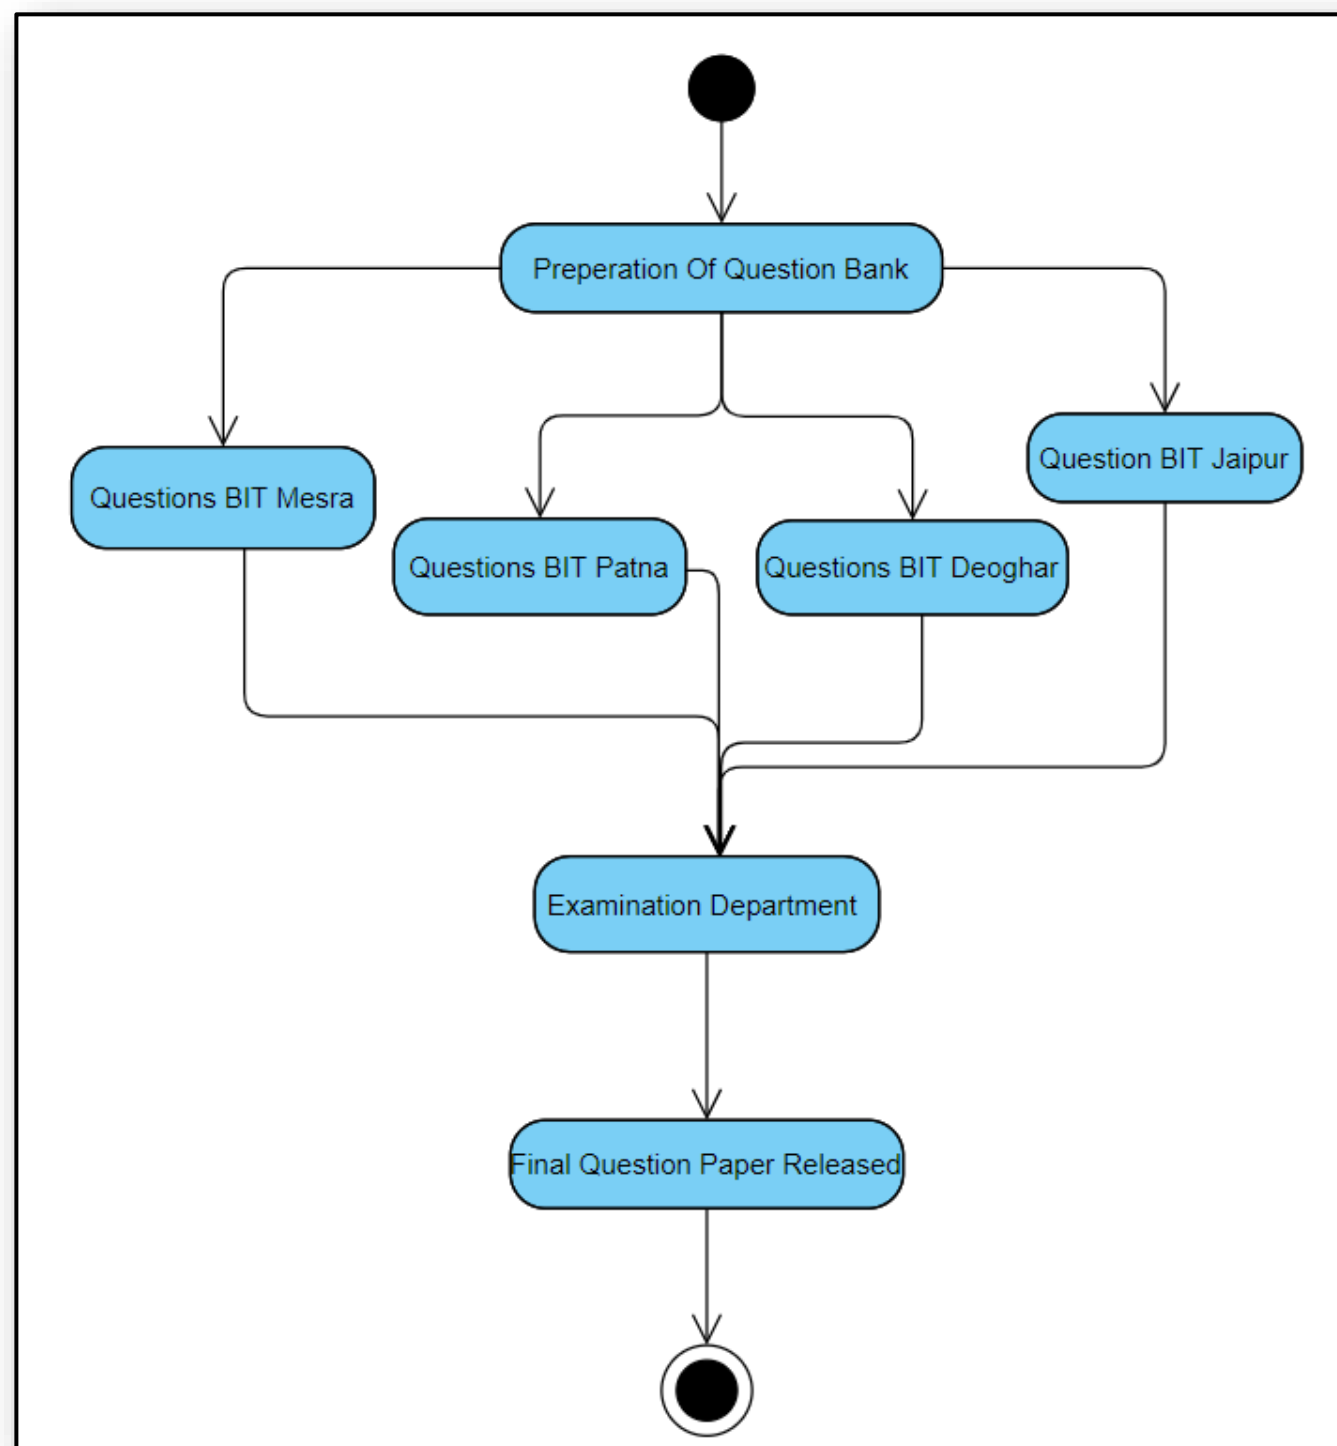 Preperation Of Question Bank
Question BIT Jaipur
Questions BIT Mesra
Questions BIT Patna
Questions BIT Deoghar
Examination Department
Final Question Paper Released